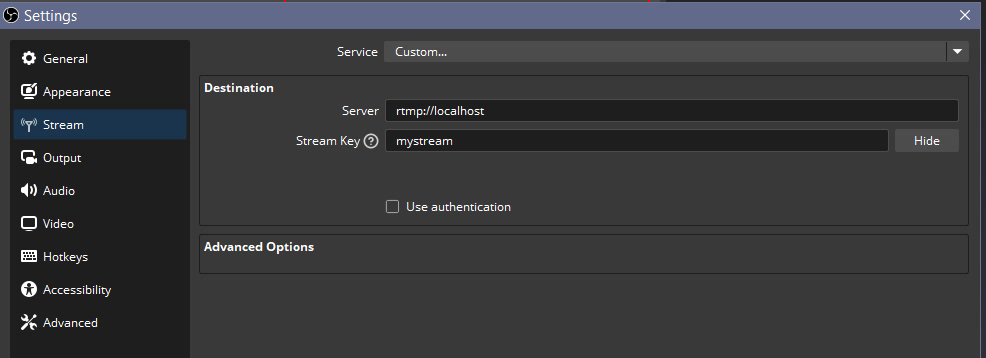 Settings
General
Appearance
Stream
Output
Audio
Video
Hotkeys
Accessibility
Advanced
Service Custom...
Destination
Server rtmp://localhost
Stream Key ? mystream Hide
Use authentication
Advanced Options